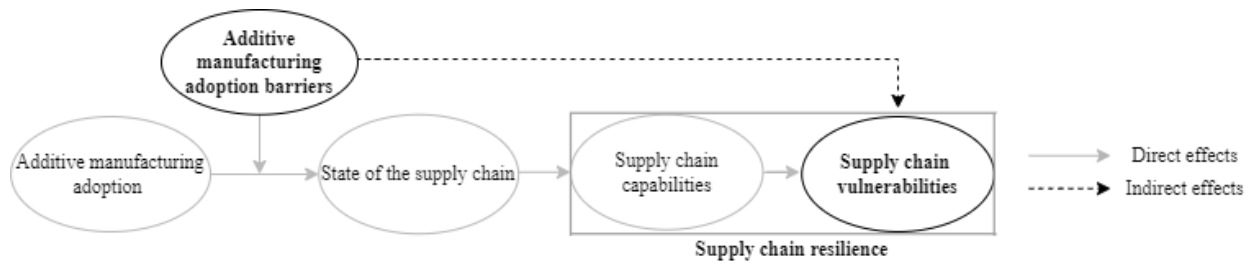 Additive
manufacturing
adoption barriers
Additive manufacturing
adoption
State of the supply chain
Supply chain
capabilities
Supply chain
vulnerabilities
Supply chain resilience
Direct effects
Indirect effects